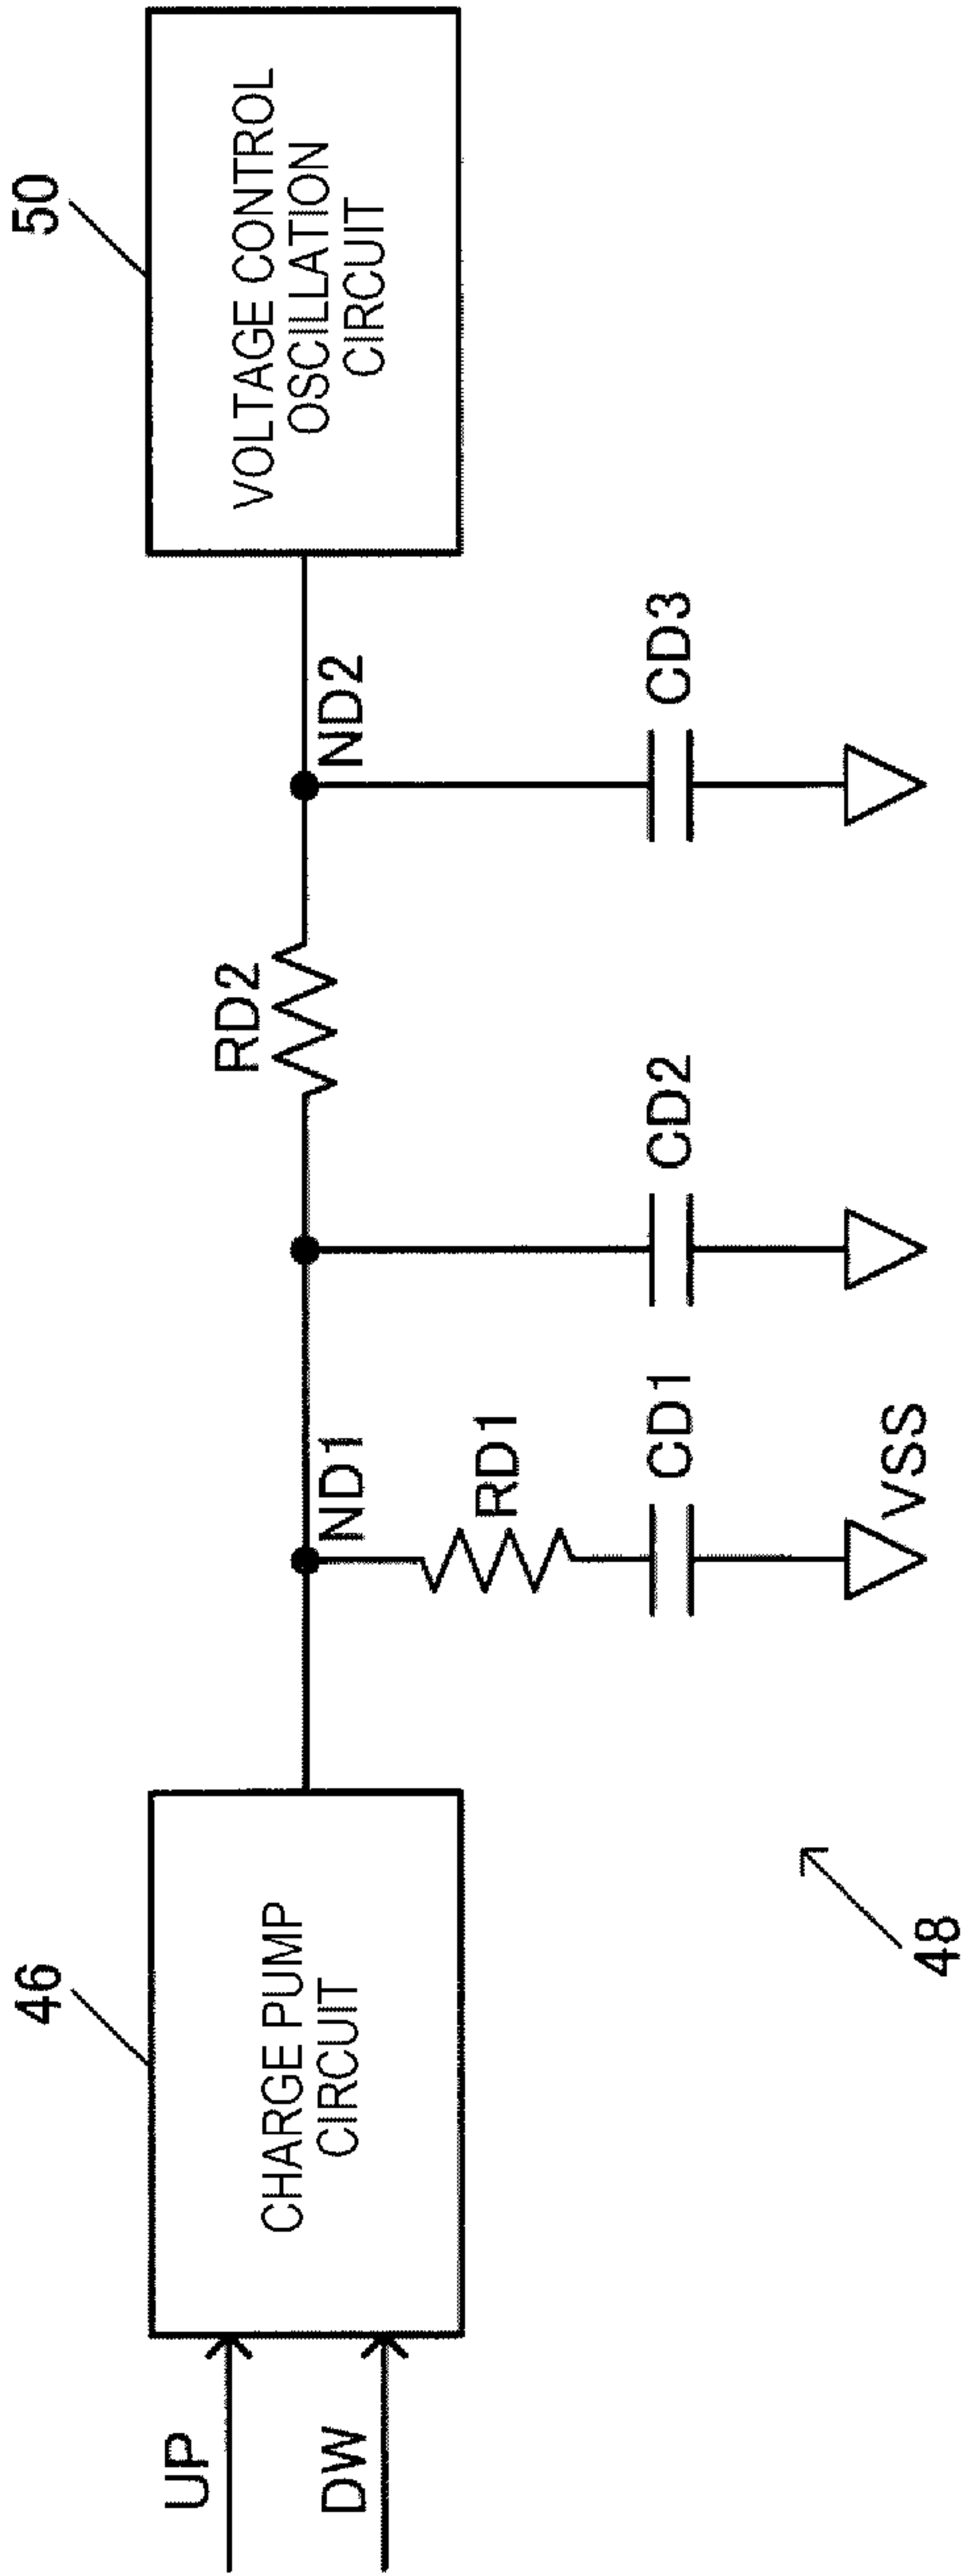 46
50
UP
DW
CHARGE PUMP
CIRCUIT
ND1
RD2
ND2
VOLTAGE CONTROL
OSCILLATION
CIRCUIT
RD1
CD1
CD2
CD3
VSS
48